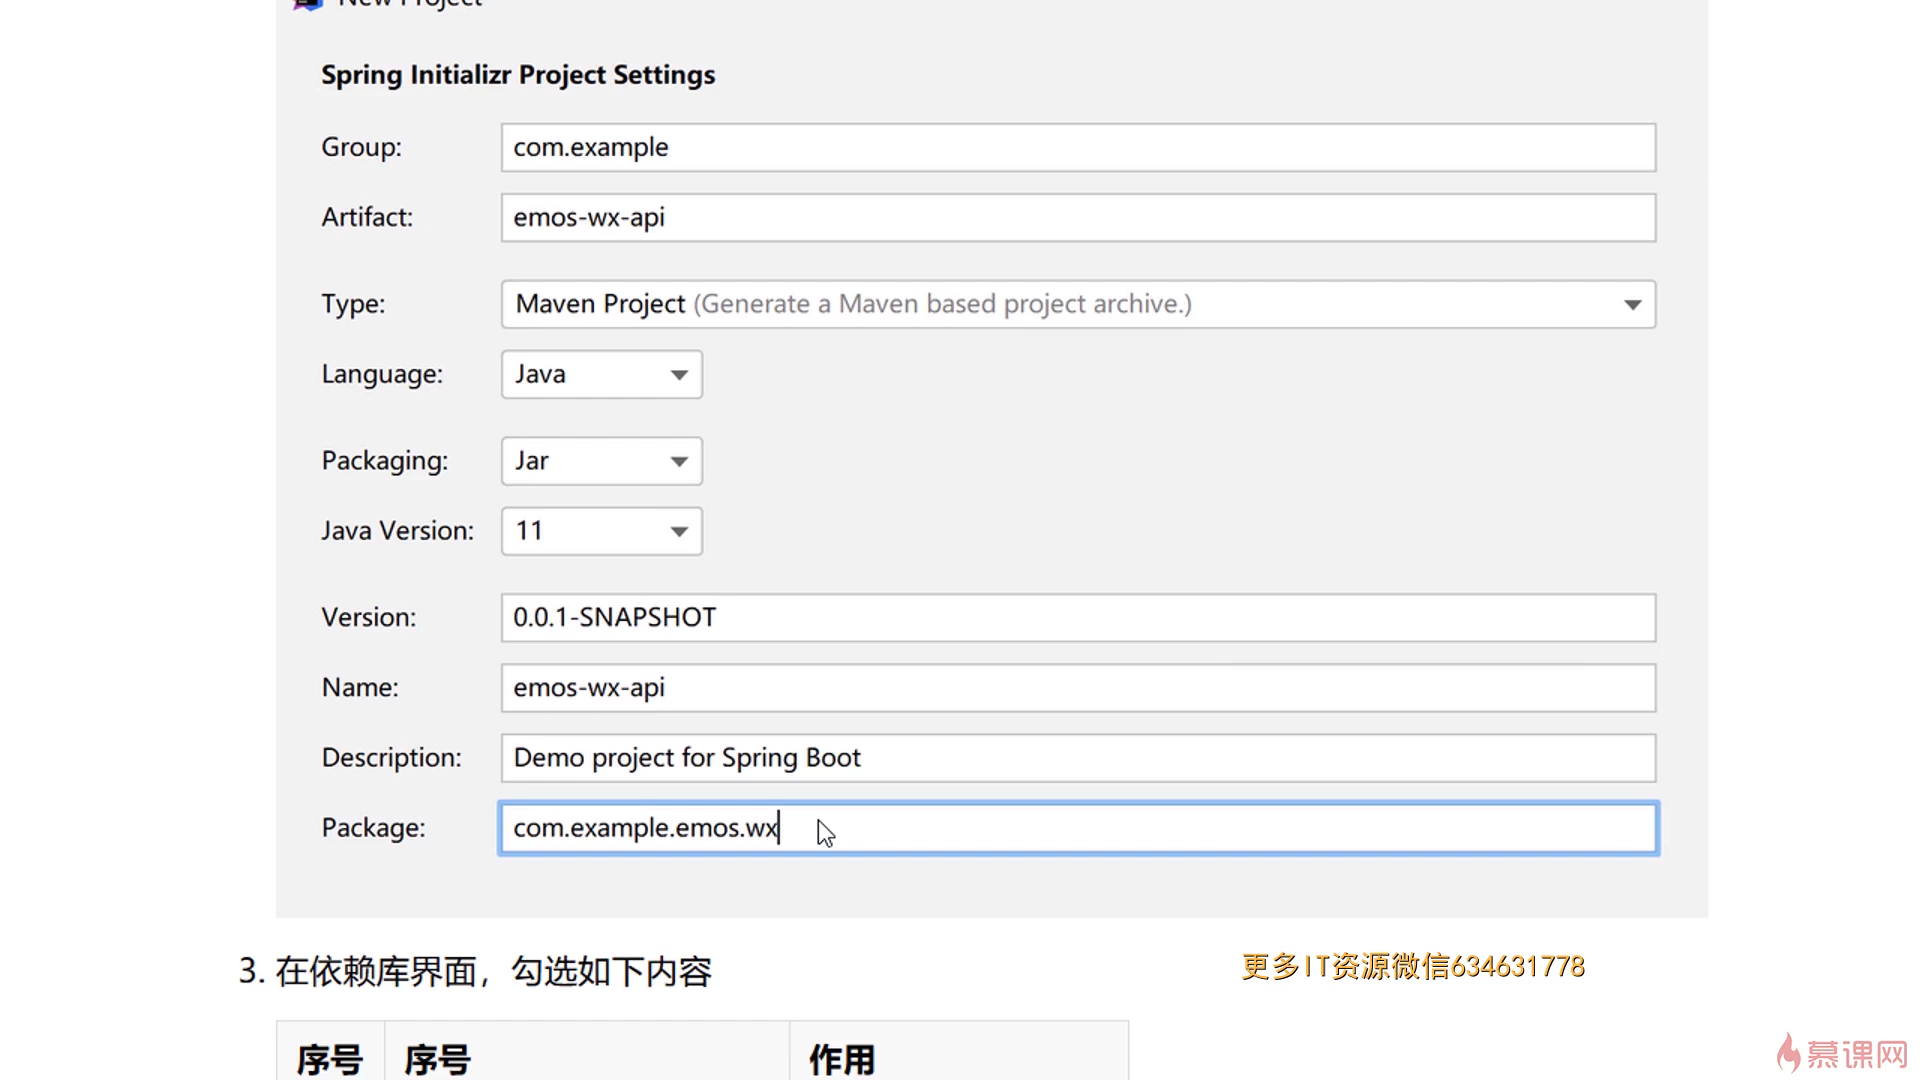 New Project
Spring Initializr Project Settings
Group: com.example
Artifact: emos-wx-api
Type: Maven Project (Generate a Maven based project archive.)
Language: Java
Packaging: Jar
Java Version: 11
Version: 0.0.1-SNAPSHOT
Name: emos-wx-api
Description: Demo project for Spring Boot
Package: com.example.emos.wx
3. 在依赖库界面，勾选如下内容
更多IT资源微信634631778
序号 序号 作用
慕课网